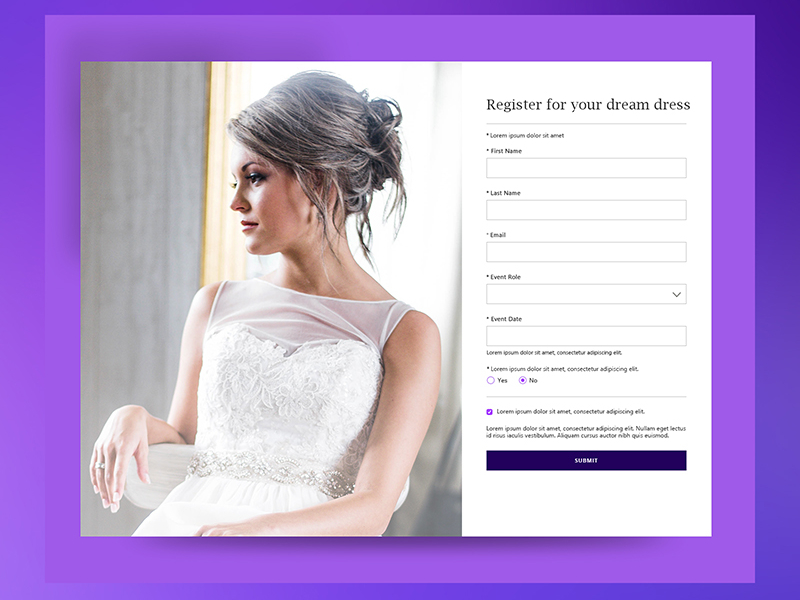 Register for your dream dress
* Lorem ipsum dolor sit amet
* First Name
* Last Name
* Email
* Event Role
* Event Date
Lorem ipsum dolor sit amet, consectetur adipiscing elit.
* Lorem ipsum dolor sit amet, consectetur adipiscing elit.
Yes No
Lorem ipsum dolor sit amet, consectetur adipiscing elit.
Lorem ipsum dolor sit amet, consectetur adipiscing elit. Nullam eget lectus
id risus iaculis vestibulum. Aliquam cursus auctor nibh quis euismod.
SUBMIT